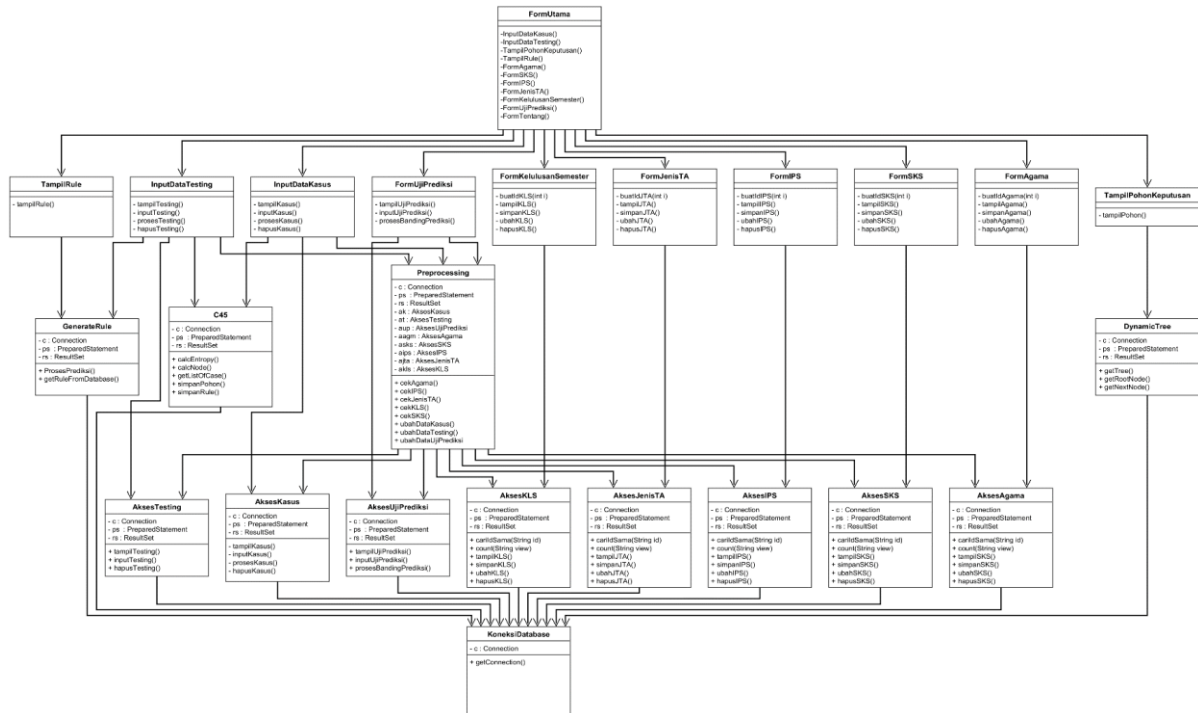 FormUtama
-InputDataKasus()
-InputDataTesting()
-TampilPohonKeputusan()
-TampilRule()
-FormAgama()
-FormSKS()
-FormIPS()
-FormJenisTA()
-FormKelulusanSemester()
-FormUjiPrediksi()
-FormTentang()
TampilRule
- tampilRule()
InputDataTesting
- tampilTesting()
- inputTesting()
- prosesTesting()
- hapusTesting()
InputDataKasus
- tampilKasus()
- inputKasus()
- prosesKasus()
- hapusKasus()
FormUjiPrediksi
- tampilUjiPrediksi()
- inputUjiPrediksi()
- prosesBandingPrediksi()
FormKelulusanSemester
- buatIdKLS(int i)
- tampilKLS()
- simpanKLS()
- ubahKLS()
- hapusKLS()
FormJenisTA
- buatIdJTA(int i)
- tampilJTA()
- simpanJTA()
- ubahJTA()
- hapusJTA()
FormIPS
- buatIdIPS(int i)
- tampilIPS()
- simpanIPS()
- ubahIPS()
- hapusIPS()
FormSKS
- buatIdSKS(int i)
- tampilSKS()
- simpanSKS()
- ubahSKS()
- hapusSKS()
FormAgama
- buatIdAgama(int i)
- tampilAgama()
- simpanAgama()
- ubahAgama()
- hapusAgama()
TampilPohonKeputusan
- tampilPohon()
GenerateRule
- c : Connection
- ps : PreparedStatement
- rs : ResultSet
+ ProsesPrediksi()
+ getRuleFromDatabase()
C45
- c : Connection
- ps : PreparedStatement
- rs : ResultSet
+ calcEntropy()
+ calcNode()
+ getListOfCase()
+ simpanPohon()
+ simpanRule()
Preprocessing
- c : Connection
- ps : PreparedStatement
- rs : ResultSet
- ak : AksesKasus
- at : AksesTesting
- aup : AksesUjiPrediksi
- aagm : AksesAgama
- asks : AksesSKS
- aips : AksesIPS
- ajta : AksesJenisTA
- akls : AksesKLS
+ cekAgama()
+ cekIPS()
+ cekJenisTA()
+ cekKLS()
+ cekSKS()
+ ubahDataKasus()
+ ubahDataTesting()
+ ubahDataUjiPrediksi
DynamicTree
- c : Connection
- ps : PreparedStatement
- rs : ResultSet
+ getTree()
+ getRootNode()
+ getNextNode()
AksesTesting
- c : Connection
- ps : PreparedStatement
- rs : ResultSet
+ tampilTesting()
+ inputTesting()
+ hapusTesting()
AksesKasus
- c : Connection
- ps : PreparedStatement
- rs : ResultSet
- tampilKasus()
- inputKasus()
- prosesKasus()
- hapusKasus()
AksesUjiPrediksi
- c : Connection
- ps : PreparedStatement
- rs : ResultSet
+ tampilUjiPrediksi()
+ inputUjiPrediksi()
+ prosesBandingPrediksi()
AksesKLS
- c : Connection
- ps : PreparedStatement
- rs : ResultSet
+ cariIdSama(String id)
+ count(String view)
+ tampilKLS()
+ simpanKLS()
+ ubahKLS()
+ hapusKLS()
AksesJenisTA
- c : Connection
- ps : PreparedStatement
- rs : ResultSet
+ cariIdSama(String id)
+ count(String view)
+ tampilJTA()
+ simpanJTA()
+ ubahJTA()
+ hapusJTA()
AksesIPS
- c : Connection
- ps : PreparedStatement
- rs : ResultSet
+ cariIdSama(String id)
+ count(String view)
+ tampilIPS()
+ simpanIPS()
+ ubahIPS()
+ hapusIPS()
AksesSKS
- c : Connection
- ps : PreparedStatement
- rs : ResultSet
+ cariIdSama(String id)
+ count(String view)
+ tampilSKS()
+ simpanSKS()
+ ubahSKS()
+ hapusSKS()
AksesAgama
- c : Connection
- ps : PreparedStatement
- rs : ResultSet
+ cariIdSama(String id)
+ count(String view)
+ tampilSKS()
+ simpanSKS()
+ ubahSKS()
+ hapusSKS()
KoneksiDatabase
- c : Connection
+ getConnection()